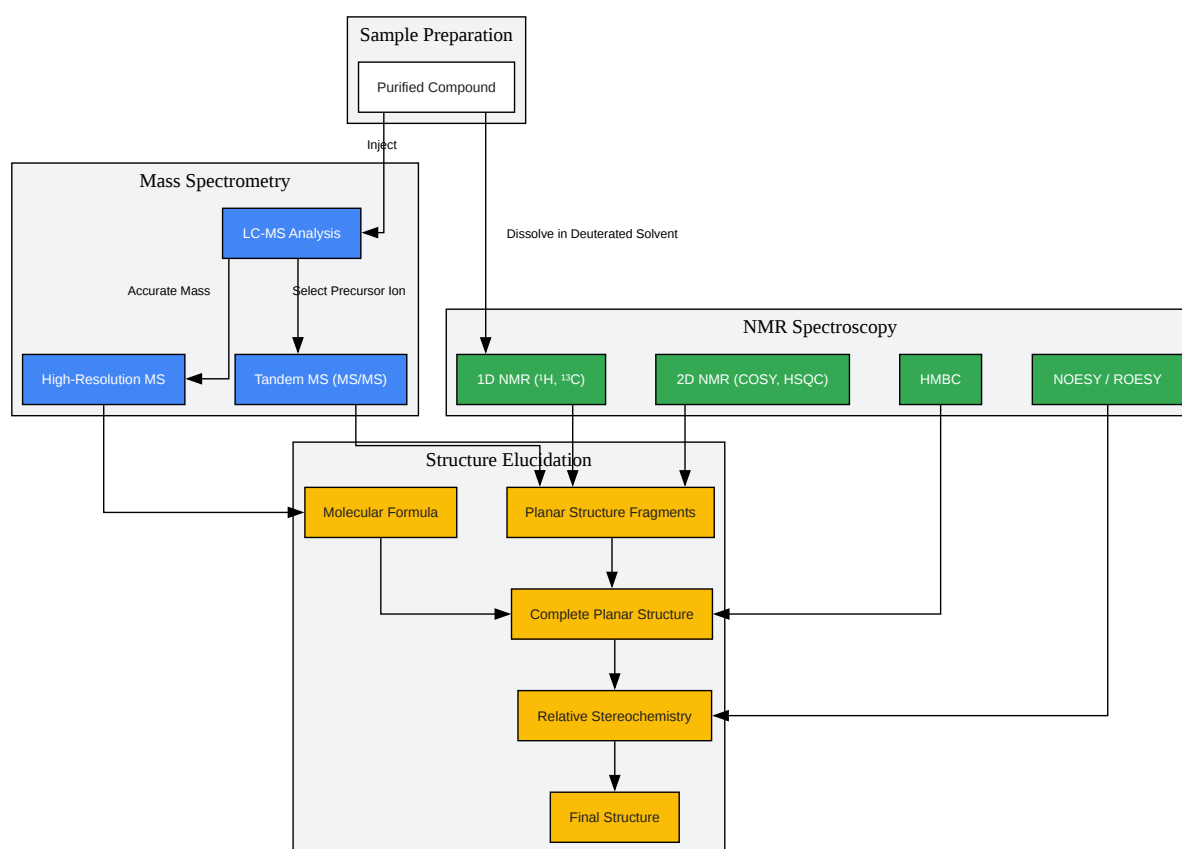 Sample Preparation
Purified Compound
Inject
Mass Spectrometry
LC-MS Analysis
Dissolve in Deuterated Solvent
Accurate Mass
Select Precursor Ion
NMR Spectroscopy
High-Resolution MS
Tandem MS (MS/MS)
1D NMR (¹H, ¹³C)
2D NMR (COSY, HSQC)
HMBC
NOESY / ROESY
Structure Elucidation
Molecular Formula
Planar Structure Fragments
Complete Planar Structure
Relative Stereochemistry
Final Structure